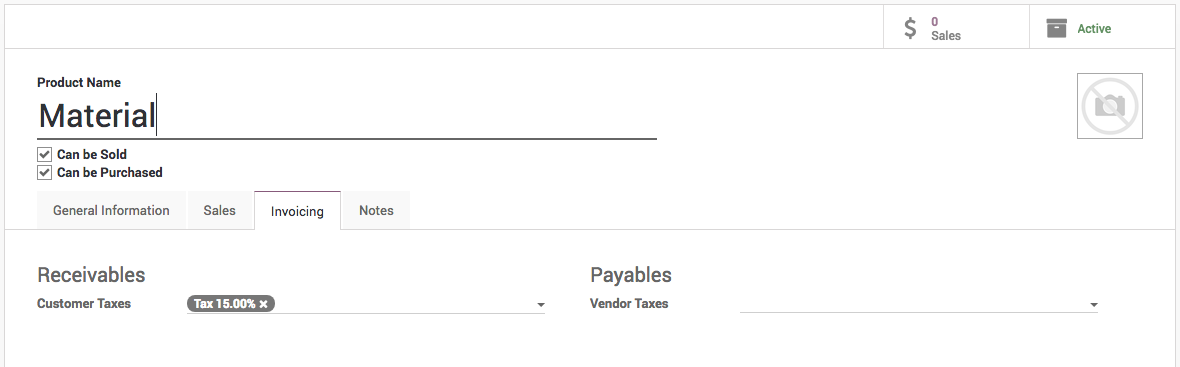 0
Sales
Active
Product Name
Material
Can be Sold
Can be Purchased
General Information Sales Invoicing Notes
Receivables Payables
Customer Taxes Tax 15.00% × Vendor Taxes